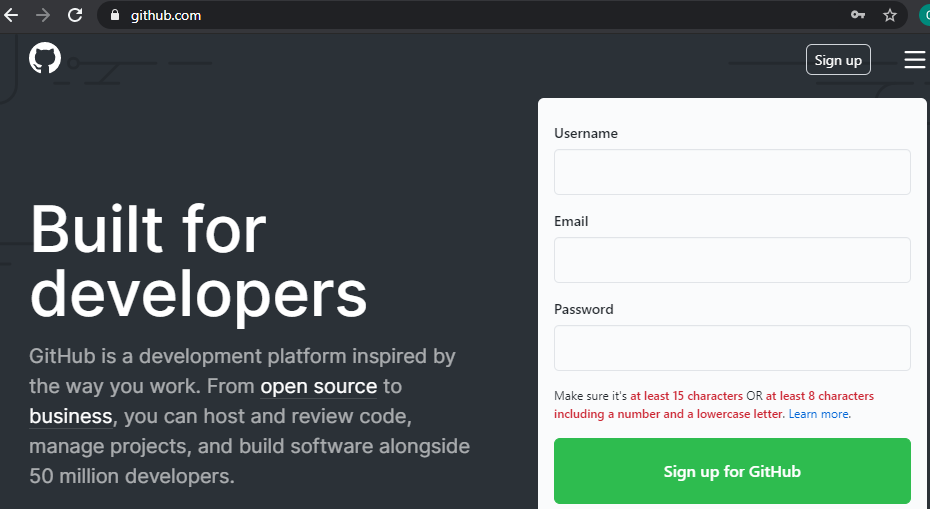 github.com
Sign up
Username
Email
Built for
developers
Password
GitHub is a development platform inspired by
the way you work. From open source to
business, you can host and review code,
manage projects, and build software alongside
50 million developers.
Make sure it's at least 15 characters OR at least 8 characters
including a number and a lowercase letter. Learn more.
Sign up for GitHub